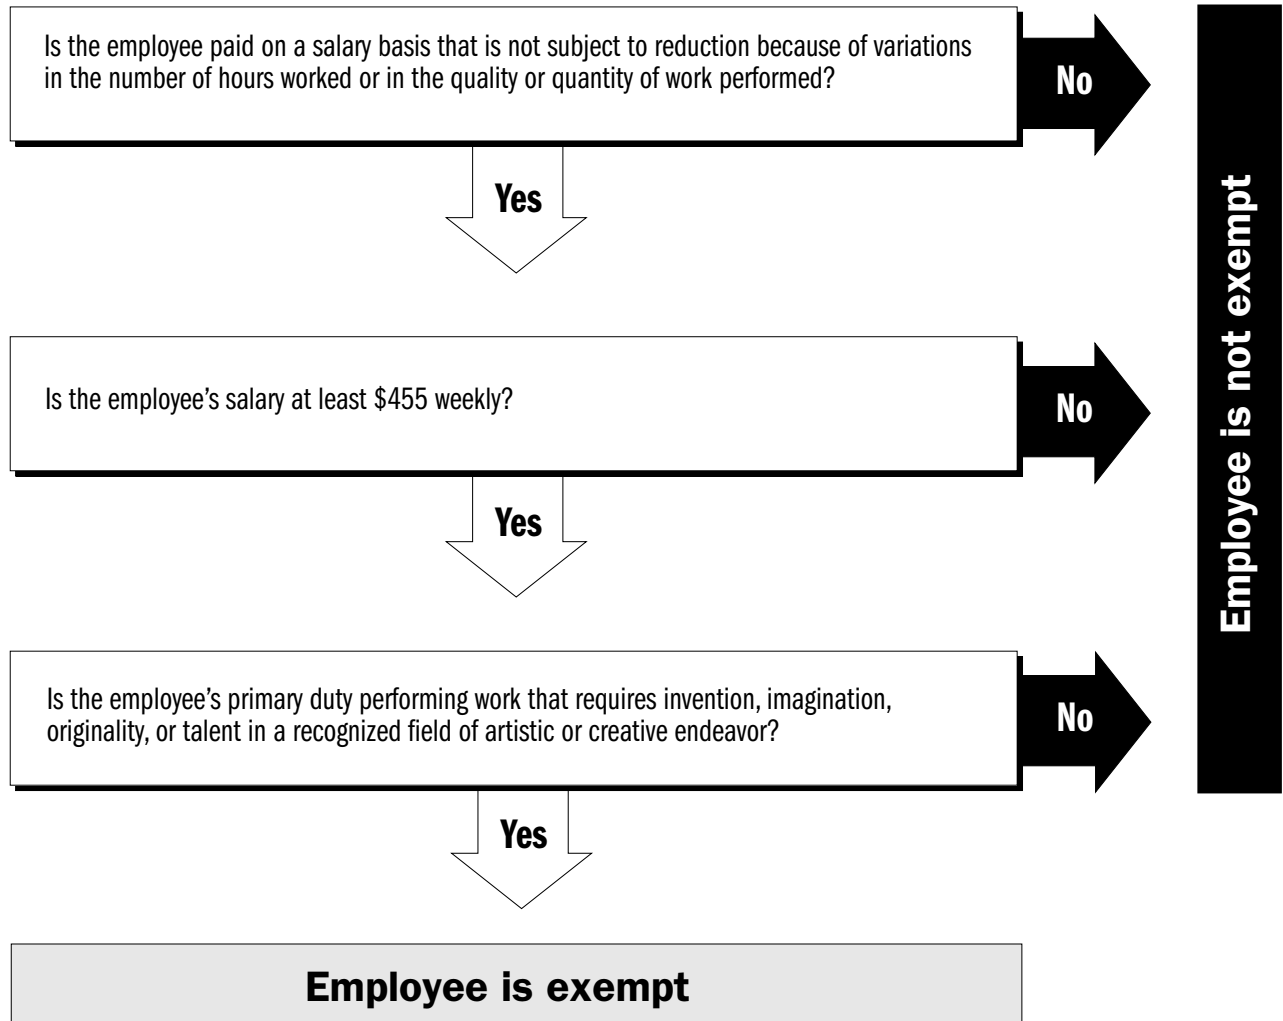 Is the employee paid on a salary basis that is not subject to reduction because of variations
in the number of hours worked or in the quality or quantity of work performed?
No
Yes
Is the employee’s salary at least $455 weekly?
No
Yes
Is the employee’s primary duty performing work that requires invention, imagination,
originality, or talent in a recognized field of artistic or creative endeavor?
No
Yes
Employee is exempt
Employee is not exempt